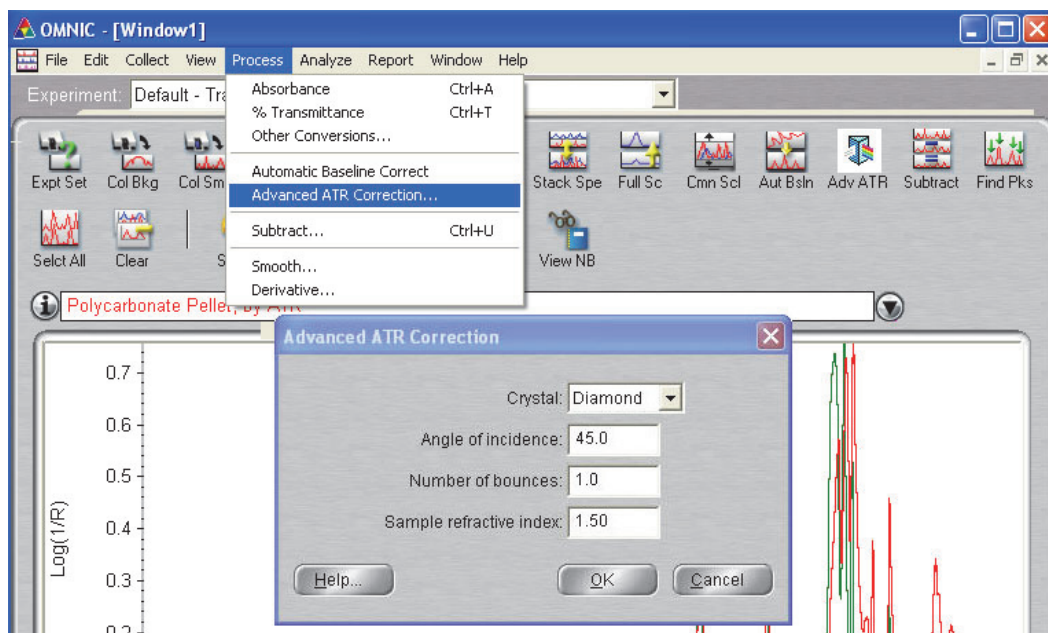 OMNIC - [Window1]
File Edit Collect View Process Analyze Report Window Help
Experiment: Default - Tra
Absorbance Ctrl+A
% Transmittance Ctrl+T
Other Conversions...
Automatic Baseline Correct
Advanced ATR Correction...
Subtract... Ctrl+U
Smooth...
Derivative...
Expt Set Col Bkg Col Sm Stack Spe Full Sc Cmn Scl Aut Bsln Adv ATR Subtract Find Pks
Selct All Clear S View NB
Polycarbonate Pellet, by ATR
Advanced ATR Correction
Crystal: Diamond
Angle of incidence: 45.0
Number of bounces: 1.0
Sample refractive index: 1.50
Help... OK Cancel
Log(1/R)
0.7
0.6
0.5
0.4
0.3
0.2